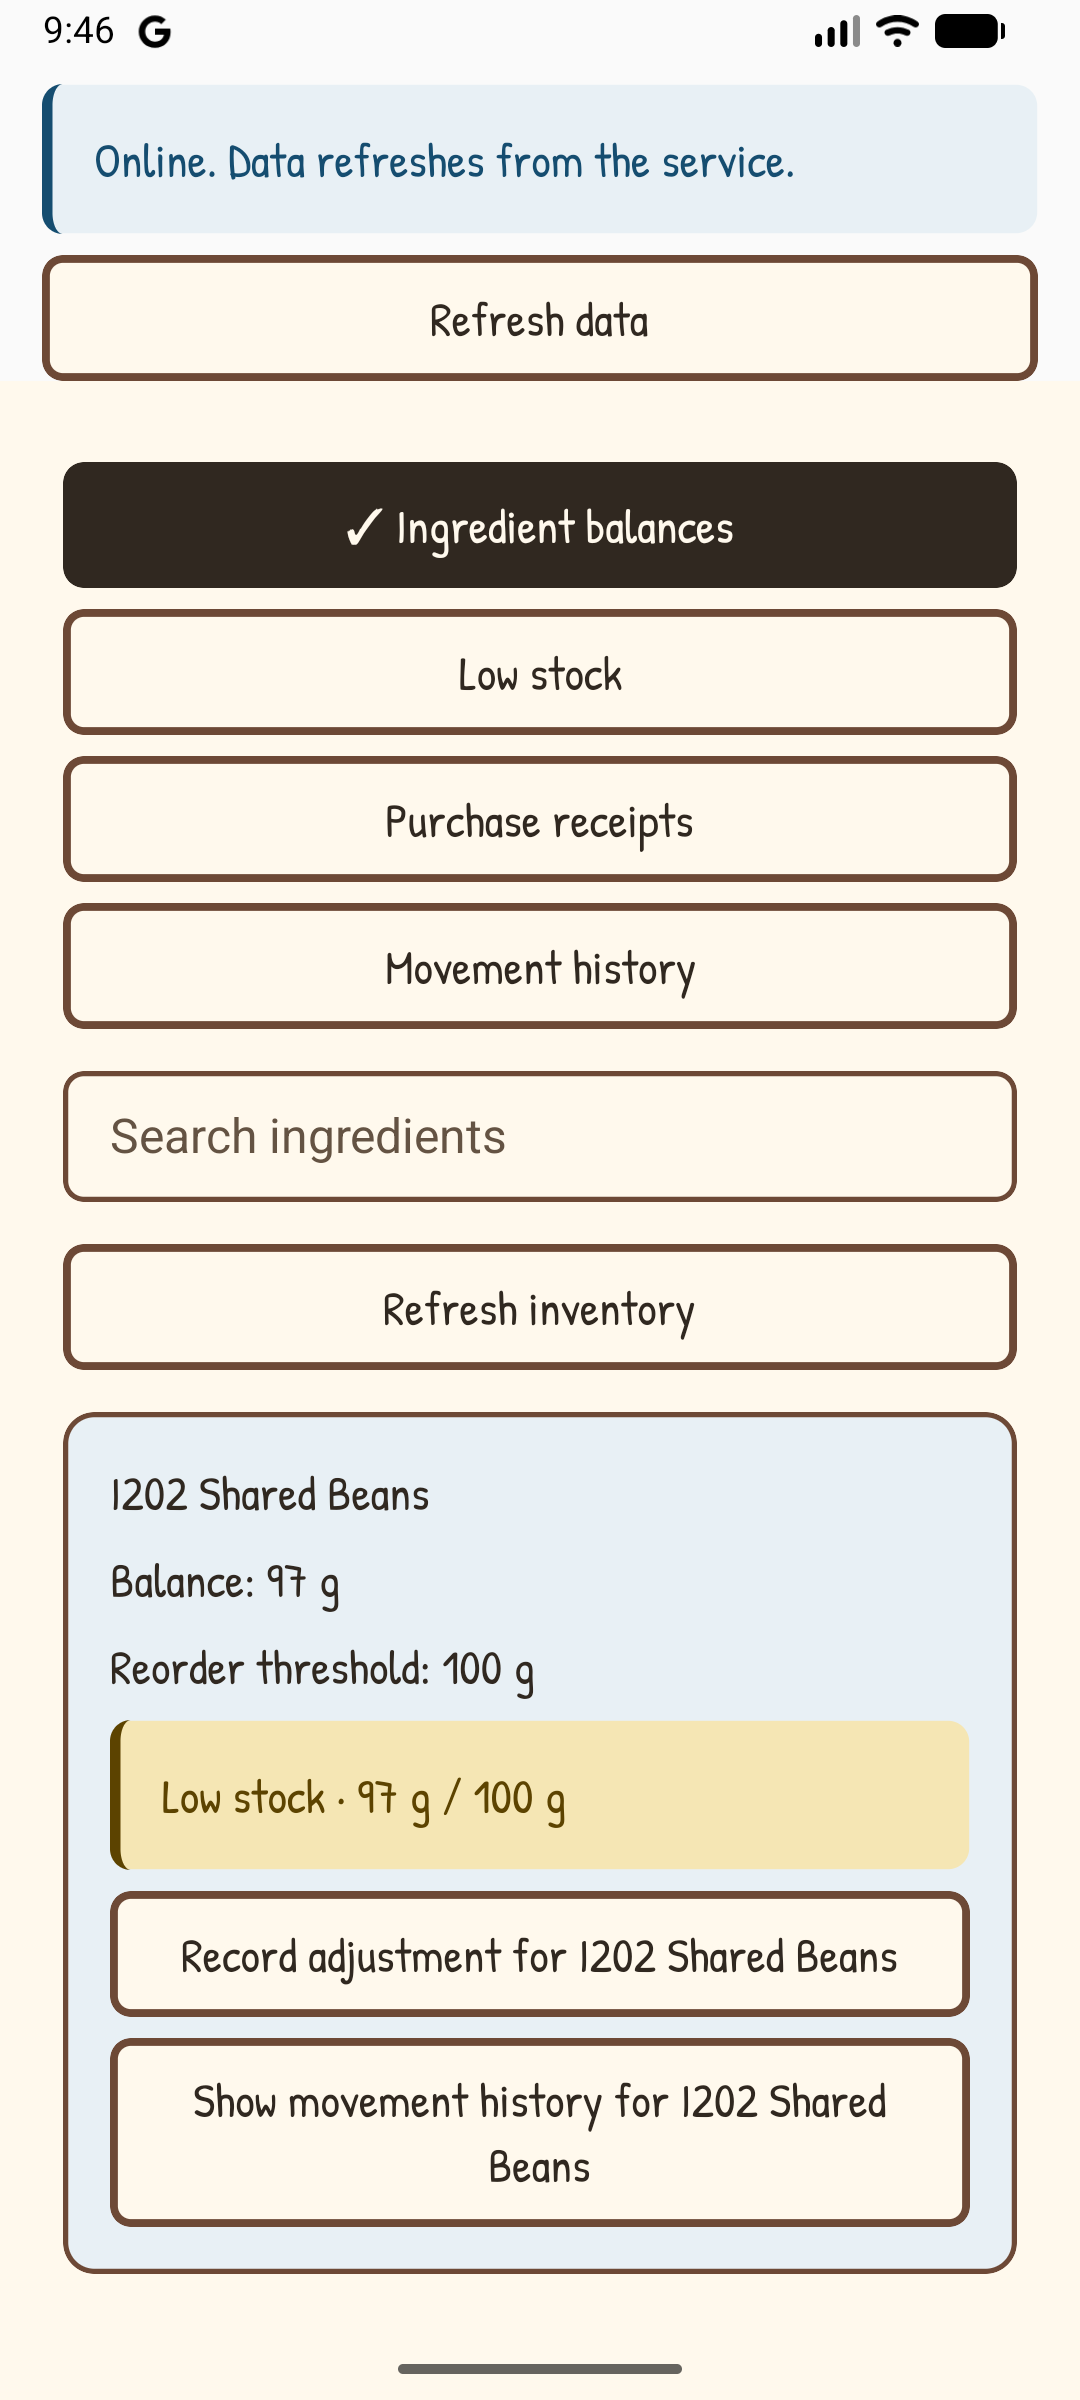 9:46
Online. Data refreshes from the service.
Refresh data
✓ Ingredient balances
Low stock
Purchase receipts
Movement history
Search ingredients
Refresh inventory
1202 Shared Beans
Balance: 97 g
Reorder threshold: 100 g
Low stock · 97 g / 100 g
Record adjustment for 1202 Shared Beans
Show movement history for 1202 Shared
Beans